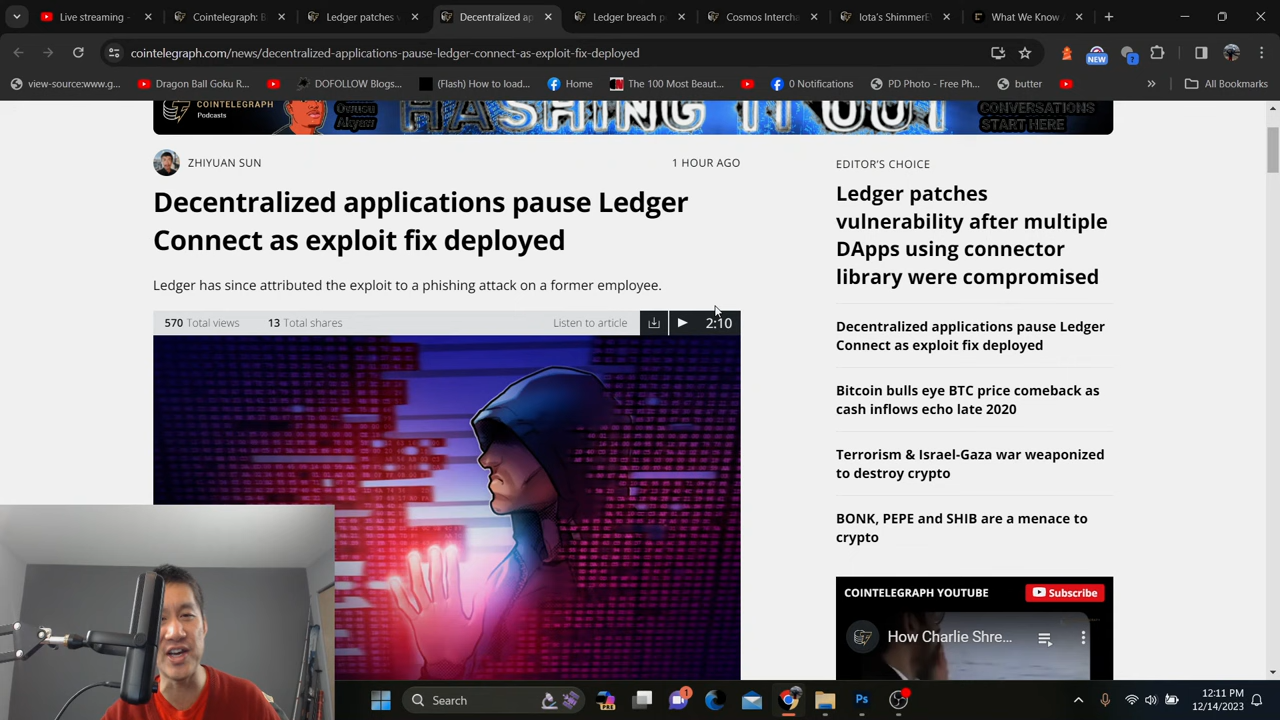 Live streaming -
Cointelegraph: B
Ledger patches v
Decentralized ap
Ledger breach p
Cosmos Intercha
Iota's ShimmerE
What We Know A
cointelegraph.com/news/decentralized-applications-pause-ledger-connect-as-exploit-fix-deployed
NEW
view-source:www.g...
Dragon Ball Goku R...
DOFOLLOW Blogs...
(Flash) How to load...
Home
The 100 Most Beaut...
0 Notifications
PD Photo - Free Ph...
butter
All Bookmarks
COINTELEGRAPH
Podcasts
HASHING IT OUT
CONVERSATIONS
START HERE
ZHIYUAN SUN
1 HOUR AGO
Decentralized applications pause Ledger
Connect as exploit fix deployed
Ledger has since attributed the exploit to a phishing attack on a former employee.
570 Total views
13 Total shares
Listen to article
2:10
EDITOR'S CHOICE
Ledger patches
vulnerability after multiple
DApps using connector
library were compromised
Decentralized applications pause Ledger
Connect as exploit fix deployed
Bitcoin bulls eye BTC price comeback as
cash inflows echo late 2020
Terrorism & Israel-Gaza war weaponized
to destroy crypto
BONK, PEPE and SHIB are a menace to
crypto
COINTELEGRAPH YOUTUBE
Subscribe
How Charlie Shre...
Search
1
12:11 PM
12/14/2023